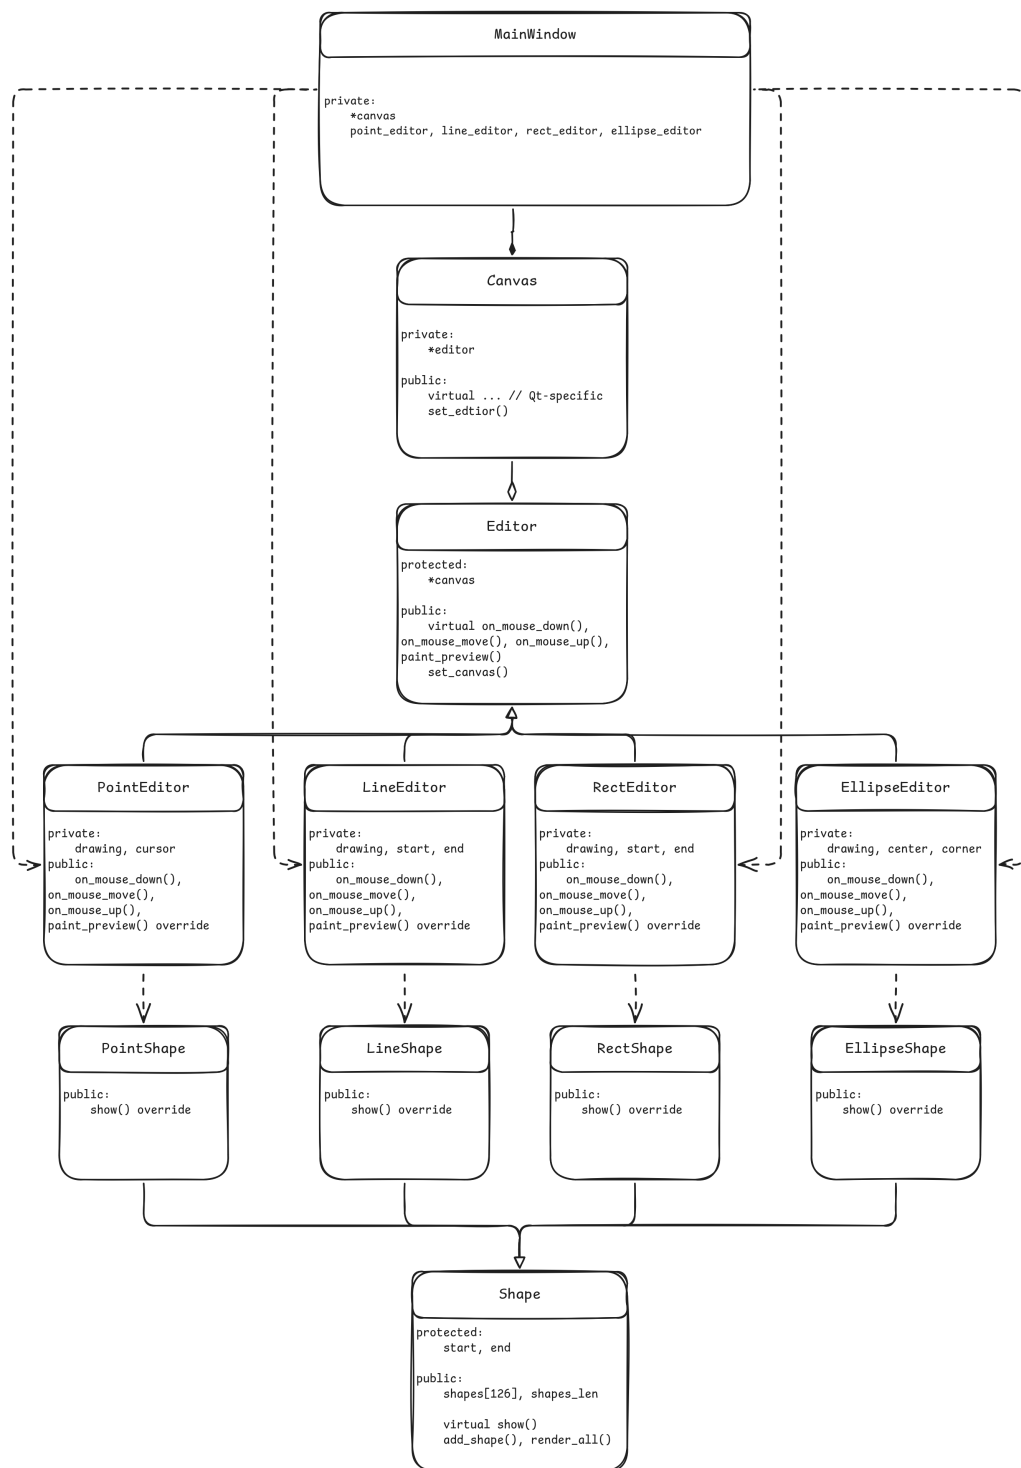 MainWindow
private:
*canvas
point_editor, line_editor, rect_editor, ellipse_editor
Canvas
private:
*editor
public:
virtual ... // Qt-specific
set_edtior()
Editor
protected:
*canvas
public:
virtual on_mouse_down(),
on_mouse_move(), on_mouse_up(),
paint_preview()
set_canvas()
PointEditor
private:
drawing, cursor
public:
on_mouse_down(),
on_mouse_move(),
on_mouse_up(),
paint_preview() override
LineEditor
private:
drawing, start, end
public:
on_mouse_down(),
on_mouse_move(),
on_mouse_up(),
paint_preview() override
RectEditor
private:
drawing, start, end
public:
on_mouse_down(),
on_mouse_move(),
on_mouse_up(),
paint_preview() override
EllipseEditor
private:
drawing, center, corner
public:
on_mouse_down(),
on_mouse_move(),
on_mouse_up(),
paint_preview() override
PointShape
public:
show() override
LineShape
public:
show() override
RectShape
public:
show() override
EllipseShape
public:
show() override
Shape
protected:
start, end
public:
shapes[126], shapes_len
virtual show()
add_shape(), render_all()